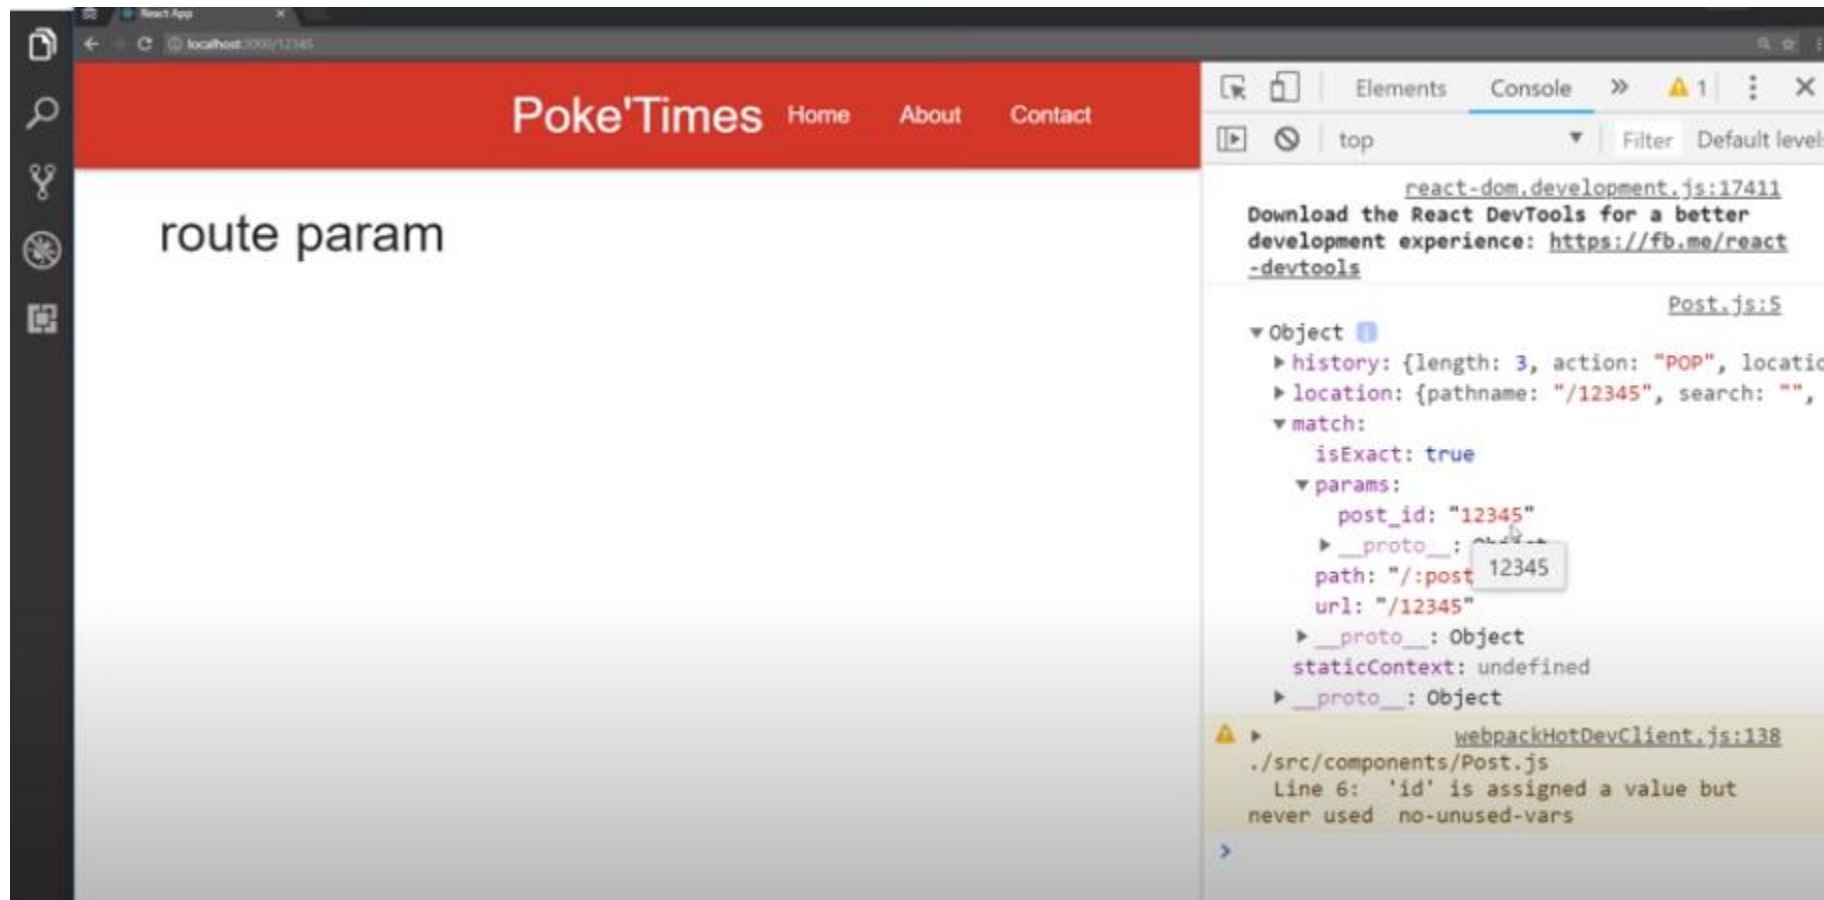 React App
localhost:3000/12345
Poke'Times Home About Contact
route param
Elements Console » 1
top Filter Default levels
react-dom.development.js:17411
Download the React DevTools for a better
development experience: https://fb.me/react
-devtools
Post.js:5
▼Object i
▶history: {length: 3, action: "POP", locatio
▶location: {pathname: "/12345", search: "",
▼match:
isExact: true
▼params:
post_id: "12345"
▶__proto__: Object
12345
path: "/:post
url: "/12345"
▶__proto__: Object
staticContext: undefined
▶__proto__: Object
▶ webpackHotDevClient.js:138
./src/components/Post.js
Line 6: 'id' is assigned a value but
never used no-unused-vars
>